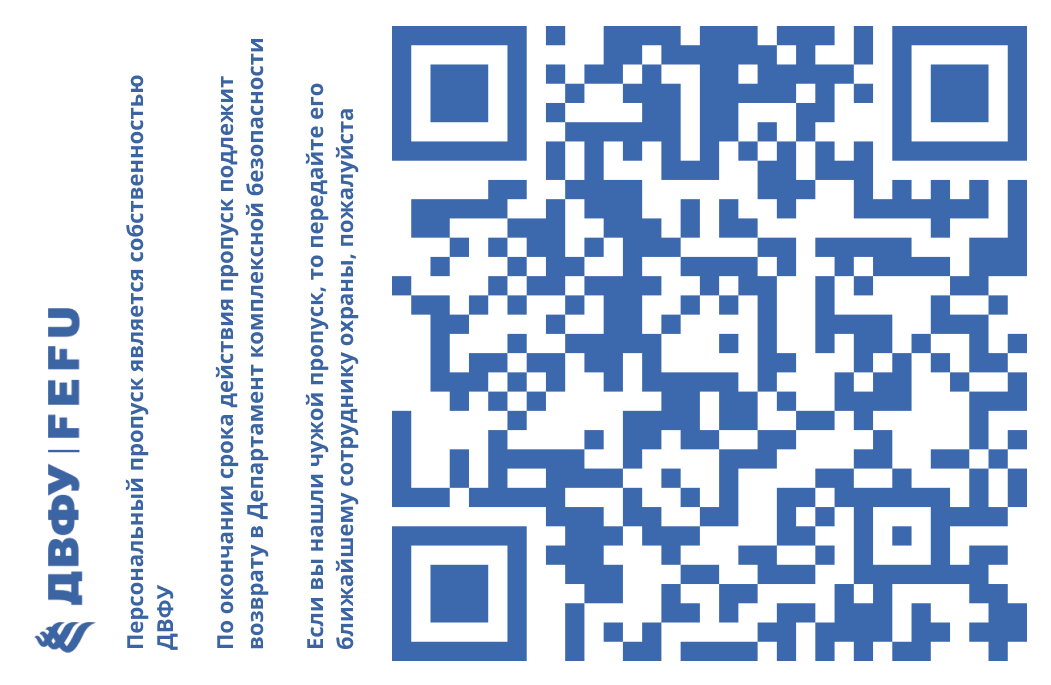 ДВФУ | FEFU
Персональный пропуск является собственностью
ДВФУ
По окончании срока действия пропуск подлежит
возврату в Департамент комплексной безопасности
Если вы нашли чужой пропуск, то передайте его
ближайшему сотруднику охраны, пожалуйста